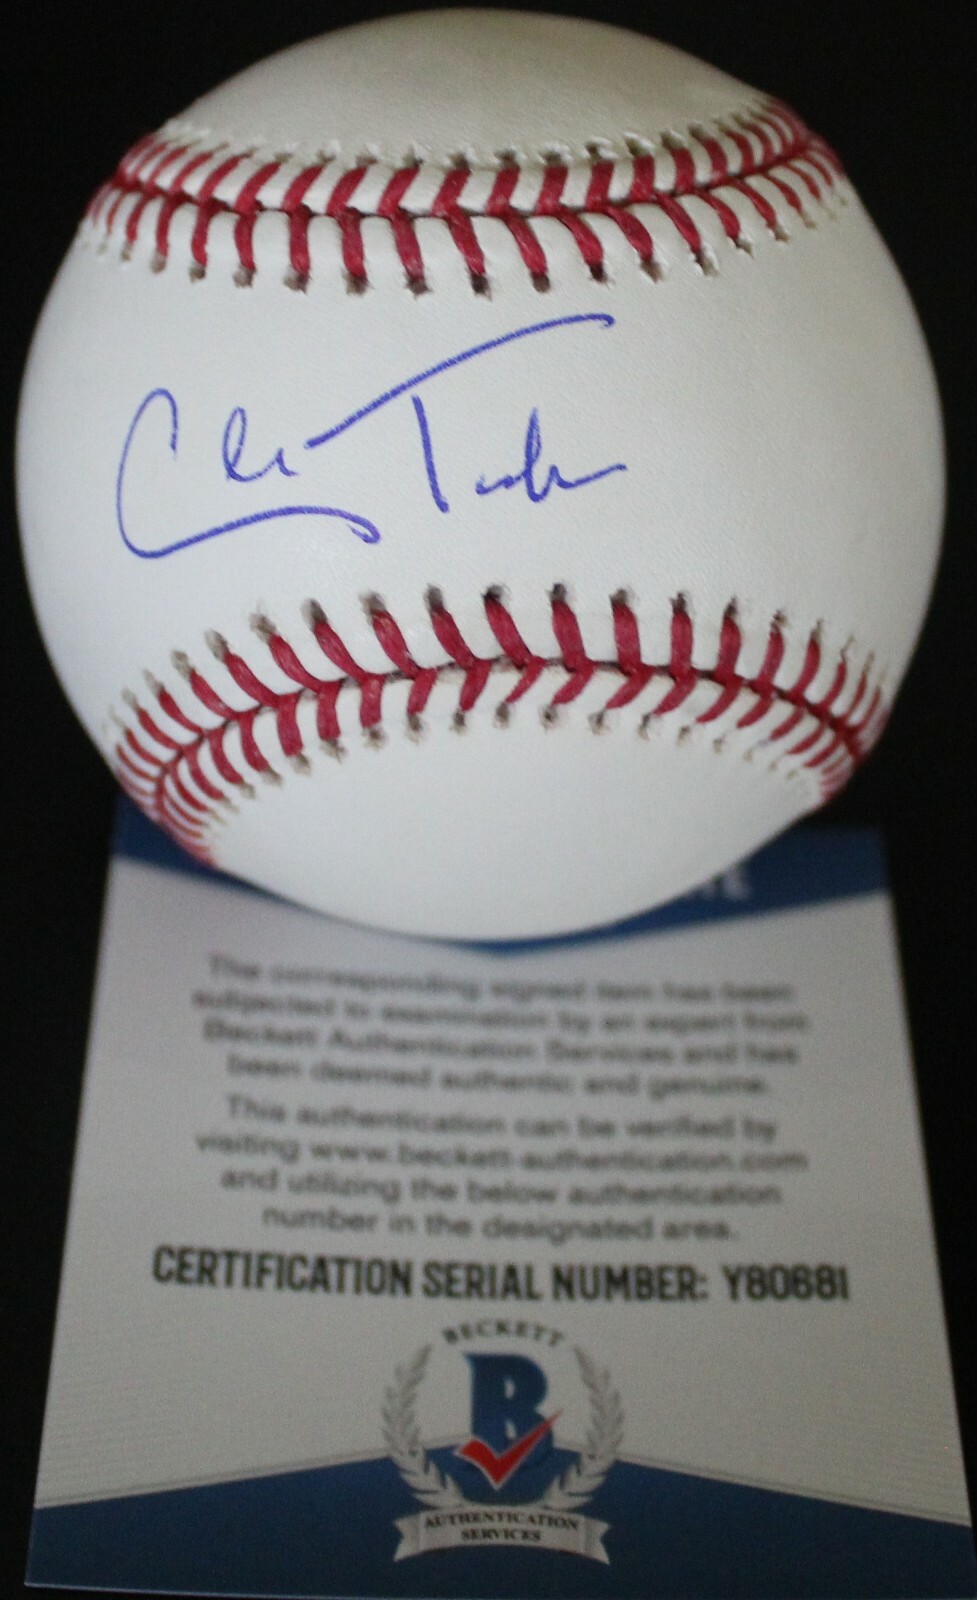 The corresponding signed item has been
subjected to examination by an expert from
Beckett Authentication Services and has
been deemed authentic and genuine.
This authentication can be verified by
visiting www.beckett-authentication.com
and utilizing the below authentication
number in the designated area.
CERTIFICATION SERIAL NUMBER: Y80681
BECKETT
B
AUTHENTICATION
SERVICES